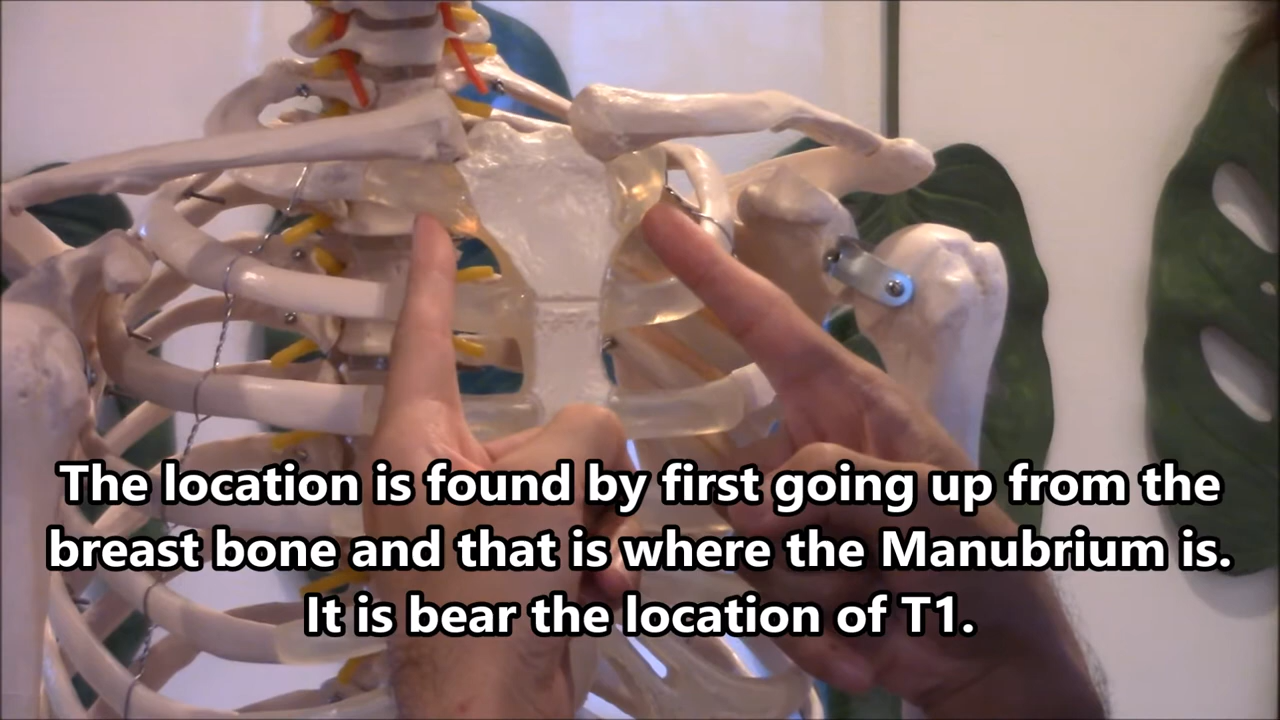 The location is found by first going up from the
breast bone and that is where the Manubrium is.
It is bear the location of T1.